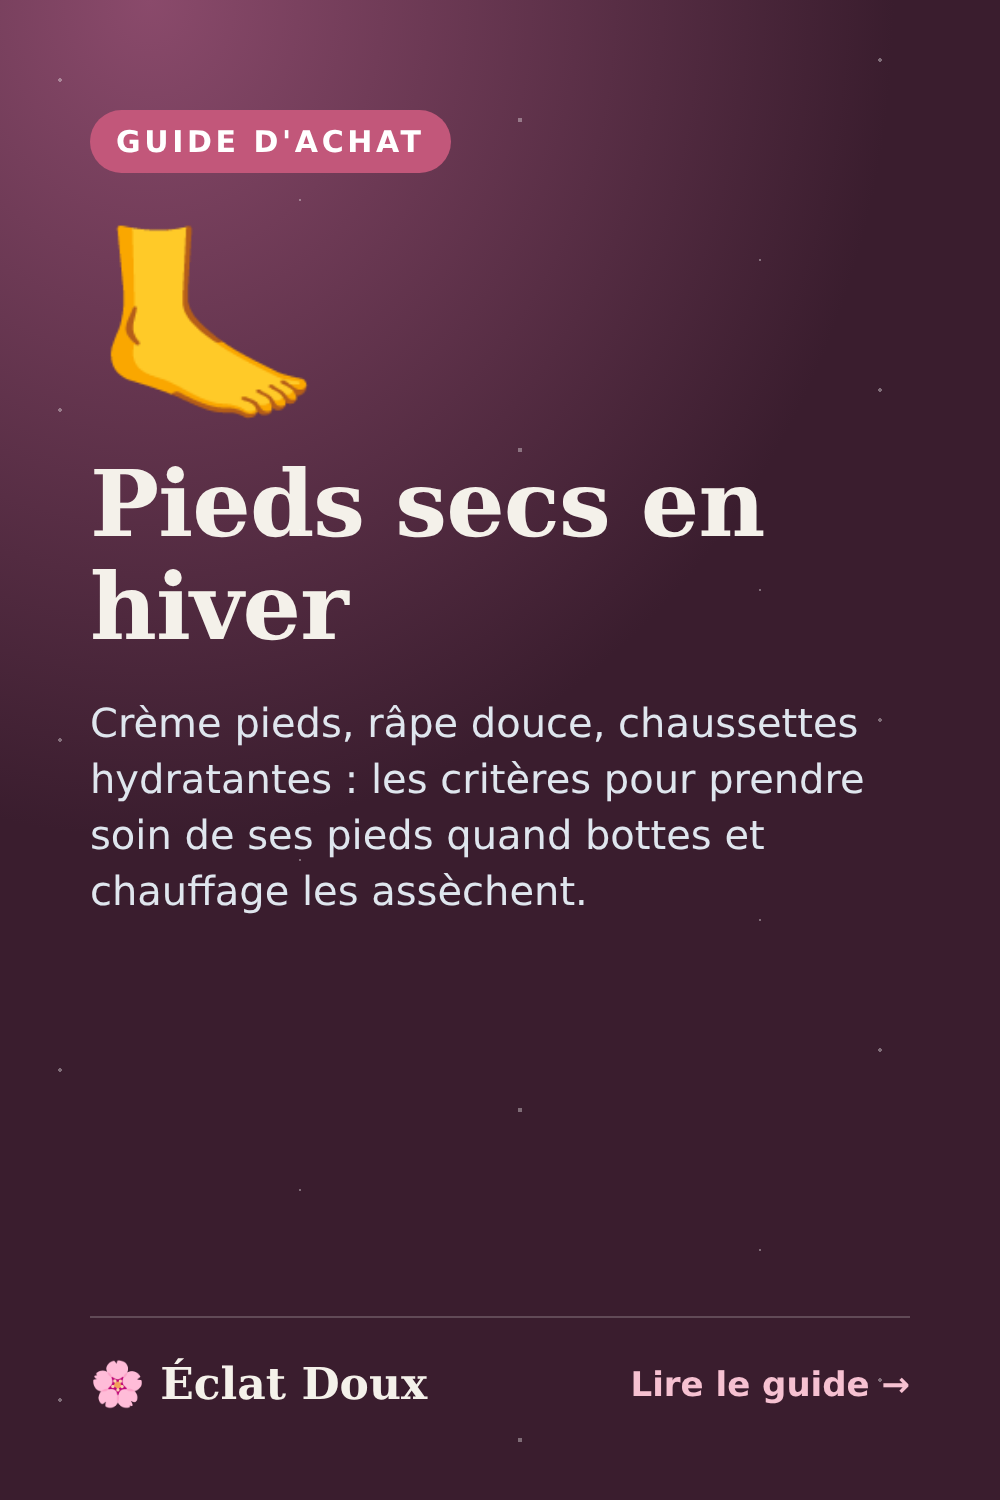 GUIDE D'ACHAT
Pieds secs en
hiver
Crème pieds, râpe douce, chaussettes
hydratantes : les critères pour prendre
soin de ses pieds quand bottes et
chauffage les assèchent.
Éclat Doux
Lire le guide →